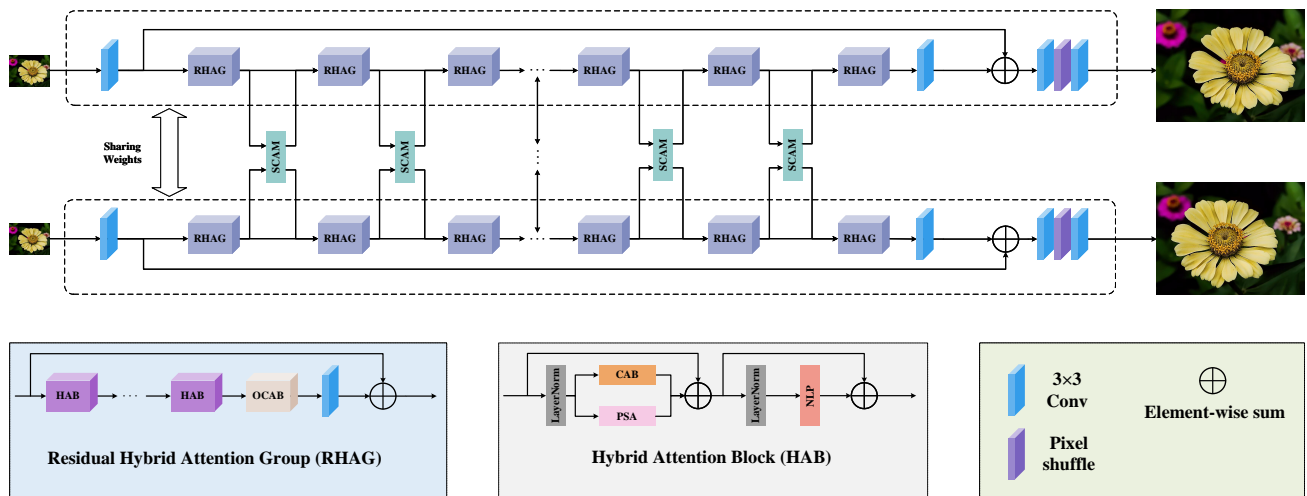 RHAG RHAG RHAG ... RHAG RHAG RHAG
Sharing
Weights
SCAM SCAM ... SCAM SCAM
RHAG RHAG RHAG ... RHAG RHAG RHAG
HAB ... HAB OCAB
Residual Hybrid Attention Group (RHAG)
LayerNorm CAB PSA LayerNorm NLP
Hybrid Attention Block (HAB)
3×3
Conv
Element-wise sum
Pixel
shuffle